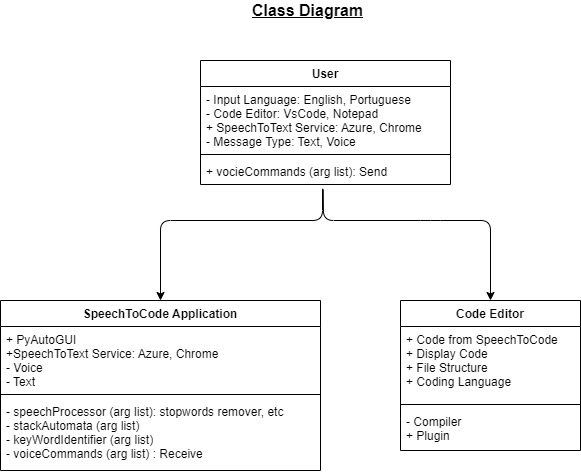 Class Diagram
User
- Input Language: English, Portuguese
- Code Editor: VsCode, Notepad
+ SpeechToText Service: Azure, Chrome
- Message Type: Text, Voice
+ vocieCommands (arg list): Send
SpeechToCode Application
+ PyAutoGUI
+SpeechToText Service: Azure, Chrome
- Voice
- Text
- speechProcessor (arg list): stopwords remover, etc
- stackAutomata (arg list)
- keyWordIdentifier (arg list)
- voiceCommands (arg list) : Receive
Code Editor
+ Code from SpeechToCode
+ Display Code
+ File Structure
+ Coding Language
- Compiler
+ Plugin